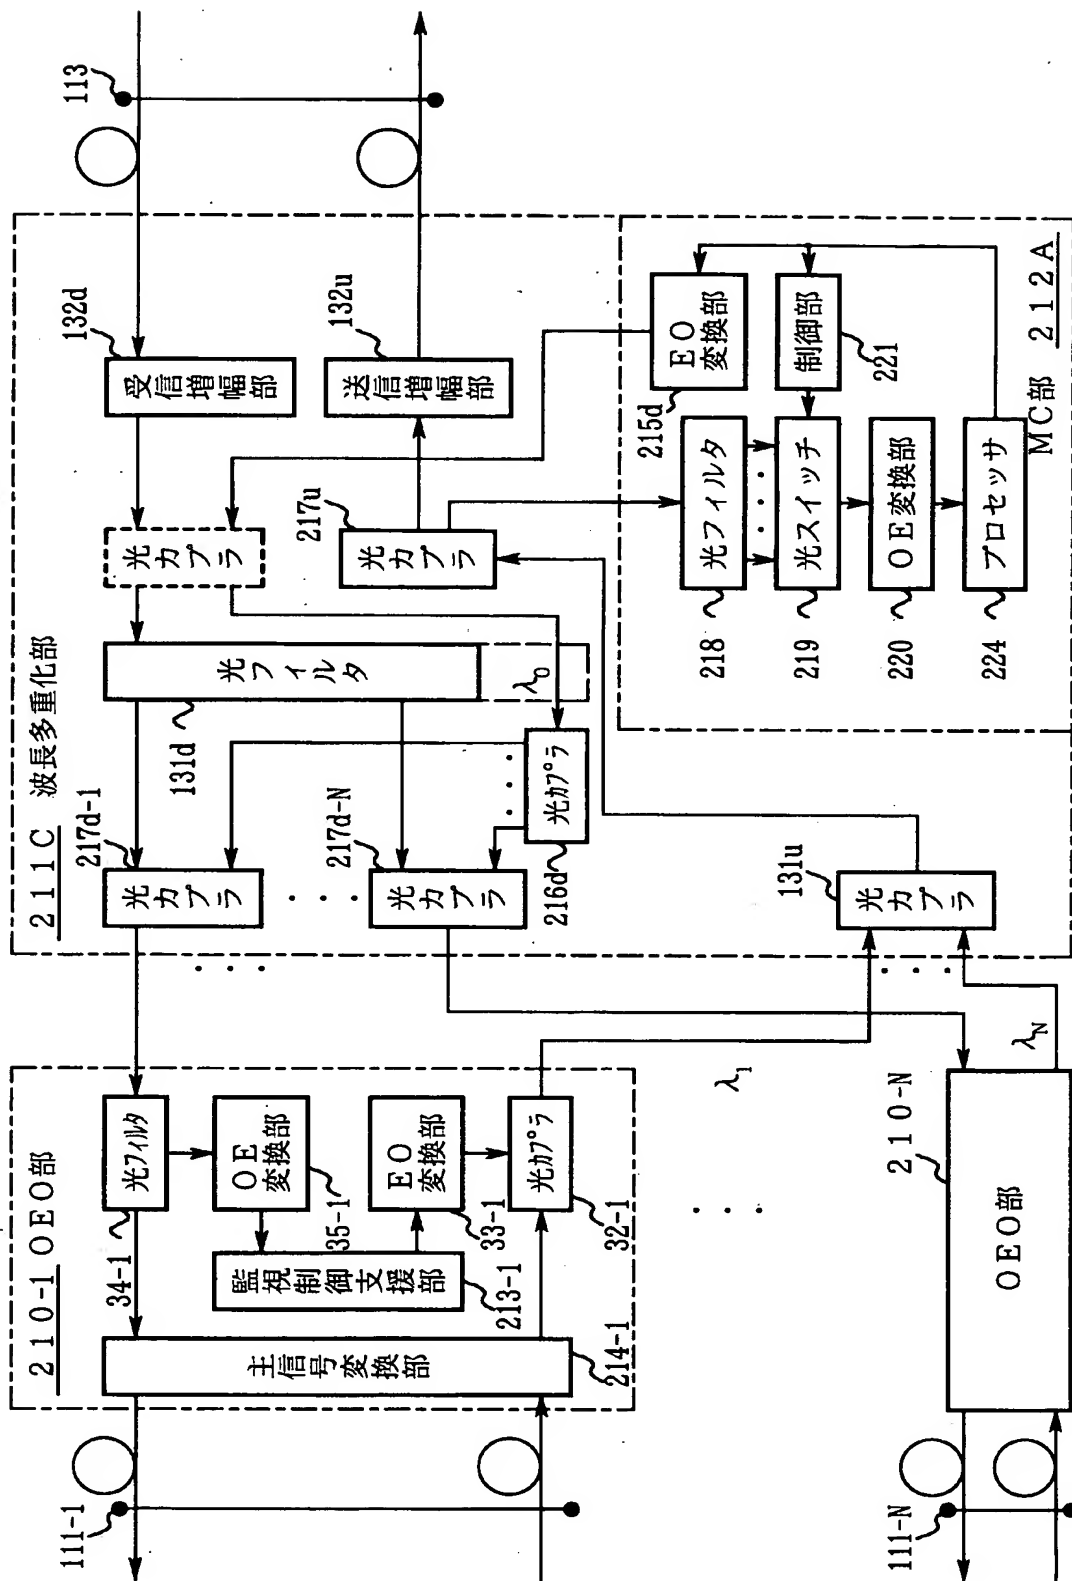 113
132d
受信増幅部
132u
送信増幅部
光カプラ
217u
光カプラ
EO
変換部
215d
制御部
221
光フィルタ
218
光スイッチ
219
OE変換部
220
プロセッサ
224
MC部 212A
211C 波長多重化部
光フィルタ
131d
λ0
217d-1
光カプラ
217d-N
光カプラ
光カプラ
216d
131u
光カプラ
210-1 OEO部
光フィルタ
34-1
OE
変換部
35-1
EO
変換部
33-1
光カプラ
32-1
監視制御支援部
213-1
主信号変換部
214-1
λ1
λN
210-N
OEO部
111-1
111-N